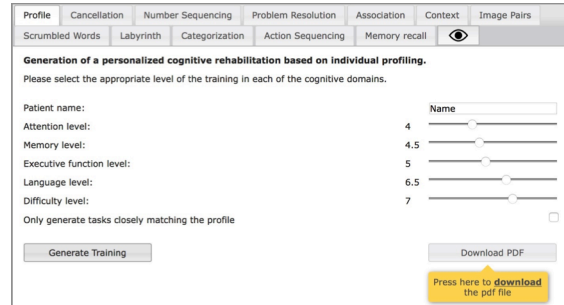 Profile Cancellation Number Sequencing Problem Resolution Association Context Image Pairs
Scrumbled Words Labyrinth Categorization Action Sequencing Memory recall
Generation of a personalized cognitive rehabilitation based on individual profiling.
Please select the appropriate level of the training in each of the cognitive domains.
Patient name: Name
Attention level: 4
Memory level: 4.5
Executive function level: 5
Language level: 6.5
Difficulty level: 7
Only generate tasks closely matching the profile
Generate Training Download PDF
Press here to download
the pdf file